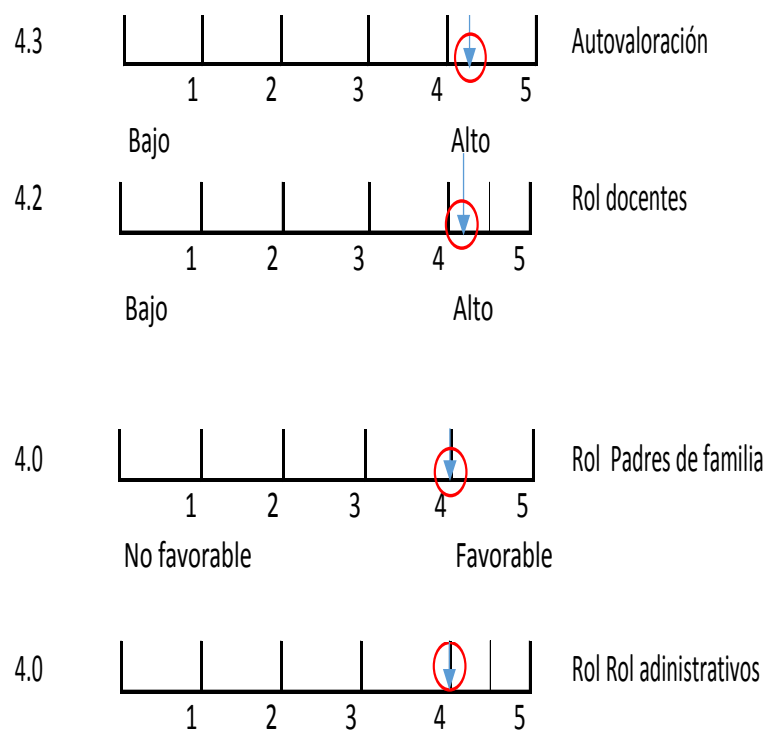 4.3 Autovaloración
1 2 3 4 5
Bajo Alto
4.2 Rol docentes
1 2 3 4 5
Bajo Alto
4.0 Rol Padres de familia
1 2 3 4 5
No favorable Favorable
4.0 Rol Rol adinistrativos
1 2 3 4 5